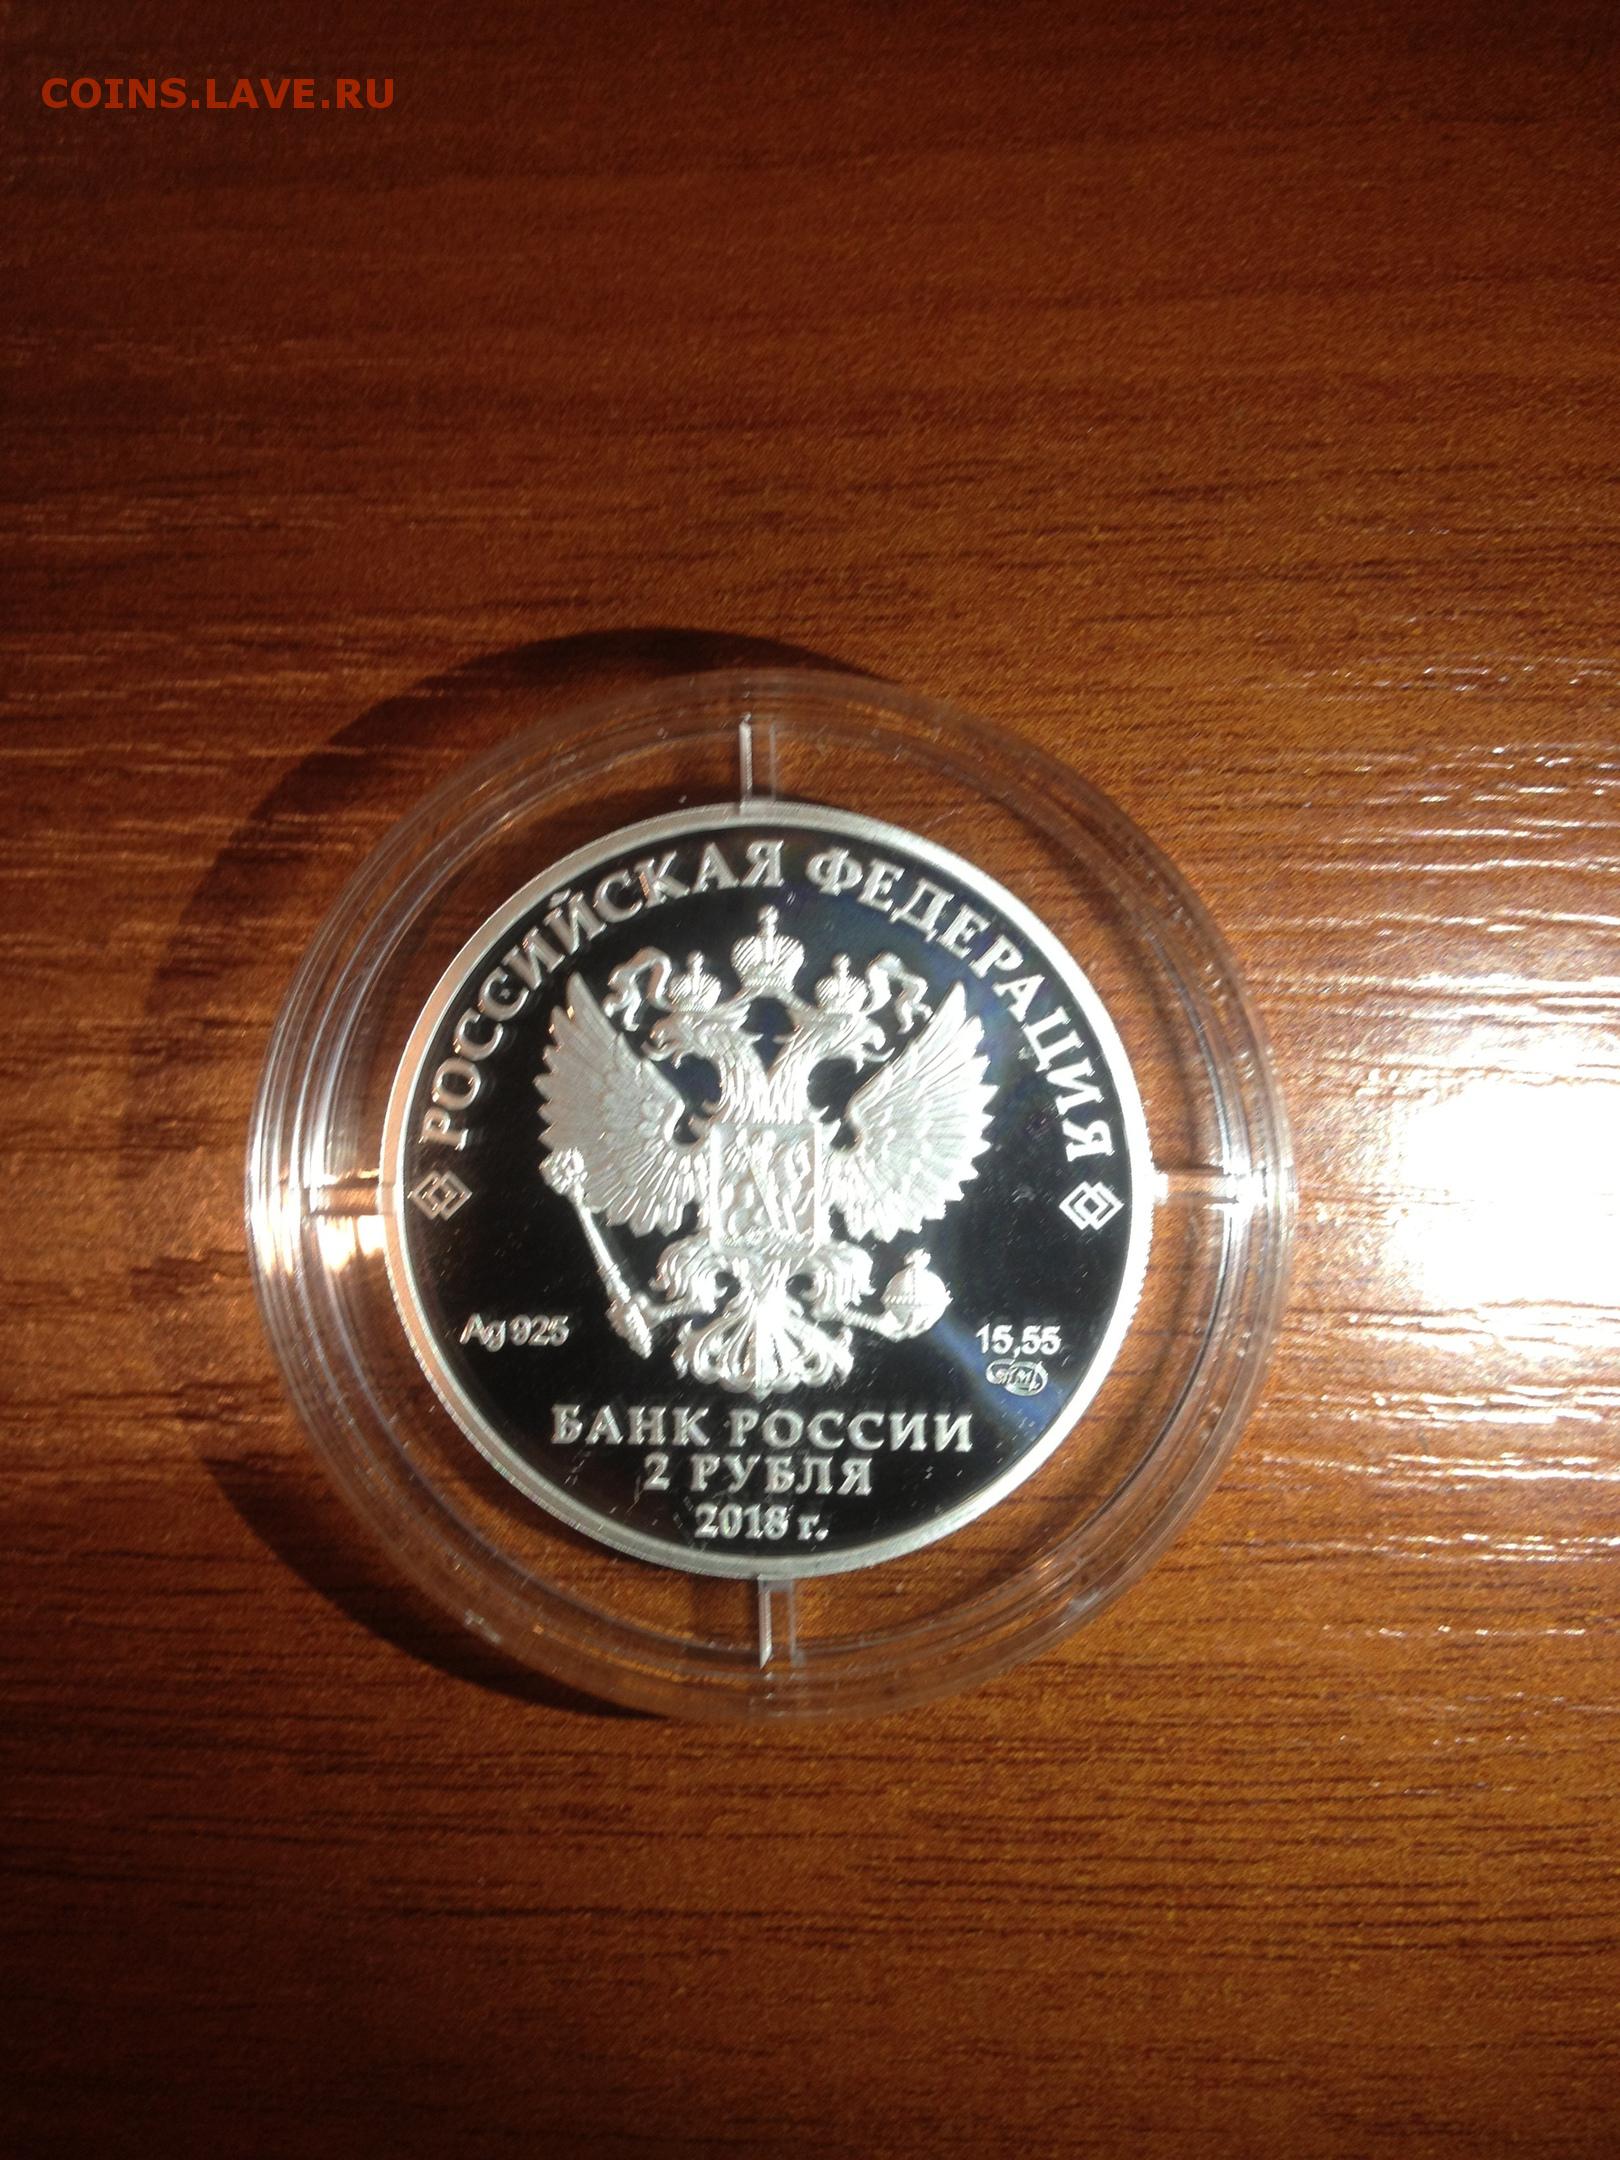 COINS.LAVE.RU
РОССИЙСКАЯ ФЕДЕРАЦИЯ
Ag 925
15,55
БАНК РОССИИ
2 РУБЛЯ
2018 г.